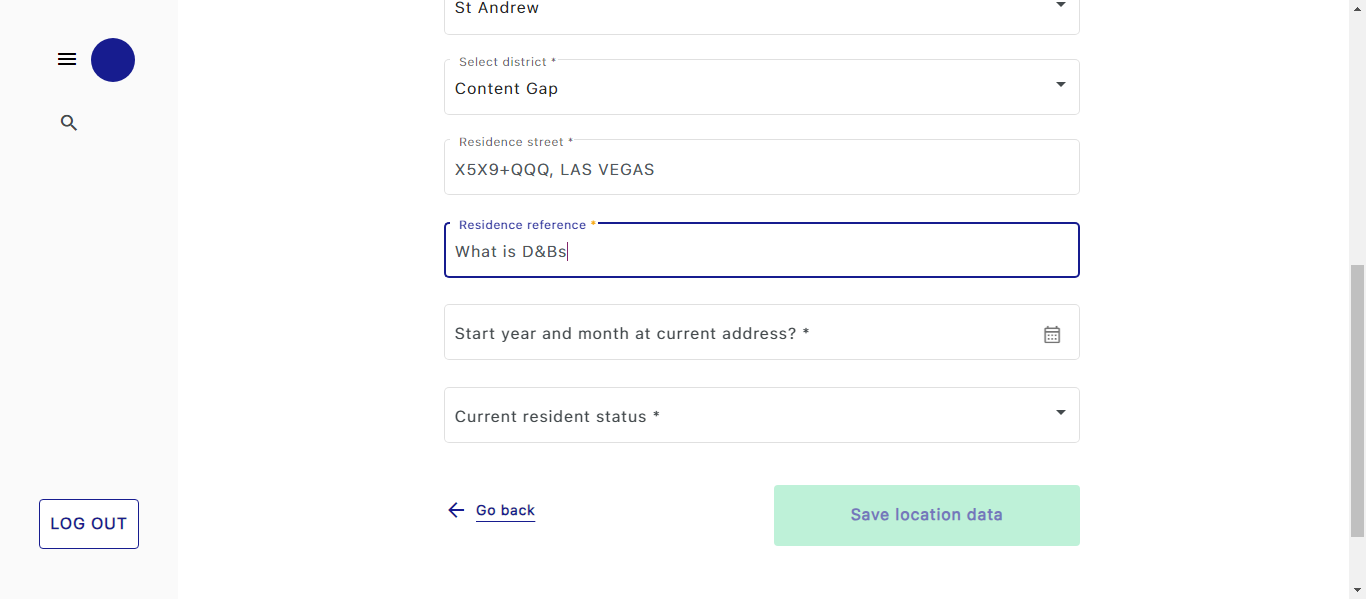 St Andrew
Select district *
Content Gap
Residence street *
X5X9+QQQ, LAS VEGAS
Residence reference *
What is D&Bs
Start year and month at current address? *
Current resident status *
Go back
Save location data
LOG OUT